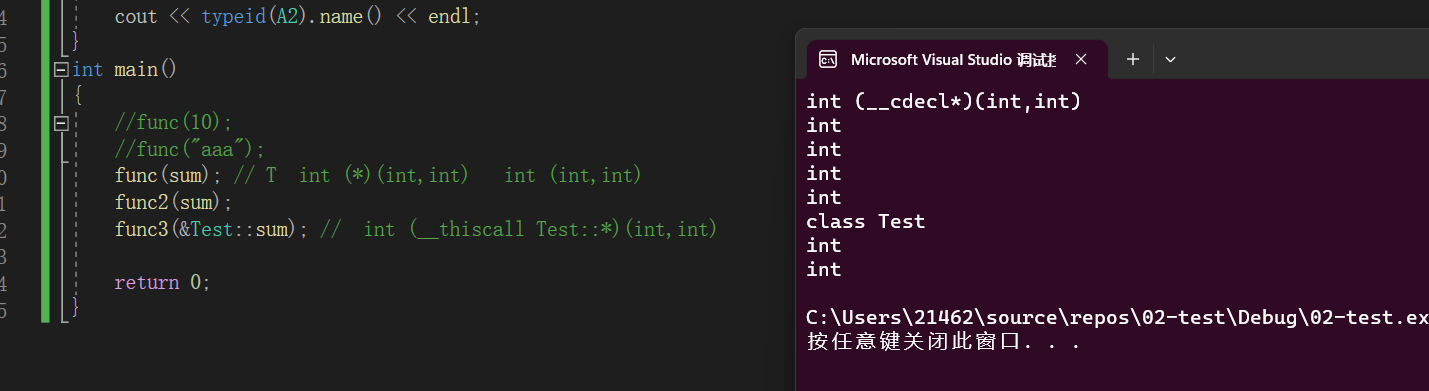 4 cout << typeid(A2).name() << endl;
5 }
6 int main()
7 {
8 //func(10);
9 //func("aaa");
0 func(sum); // T  int (*)(int,int)   int (int,int)
1 func2(sum);
2 func3(&Test::sum); //  int (__thiscall Test::*)(int,int)
3
4 return 0;
5 }
Microsoft Visual Studio 调试
int (__cdecl*)(int,int)
int
int
int
int
class Test
int
int
C:\Users\21462\source\repos\02-test\Debug\02-test.ex
按任意键关闭此窗口. . .